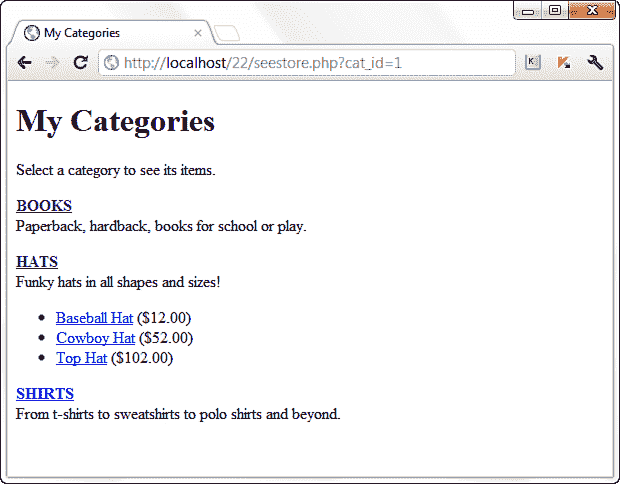 My Categories
http://localhost/22/seestore.php?cat_id=1
My Categories
Select a category to see its items.
BOOKS
Paperback, hardback, books for school or play.
HATS
Funky hats in all shapes and sizes!
Baseball Hat ($12.00)
Cowboy Hat ($52.00)
Top Hat ($102.00)
SHIRTS
From t-shirts to sweatshirts to polo shirts and beyond.